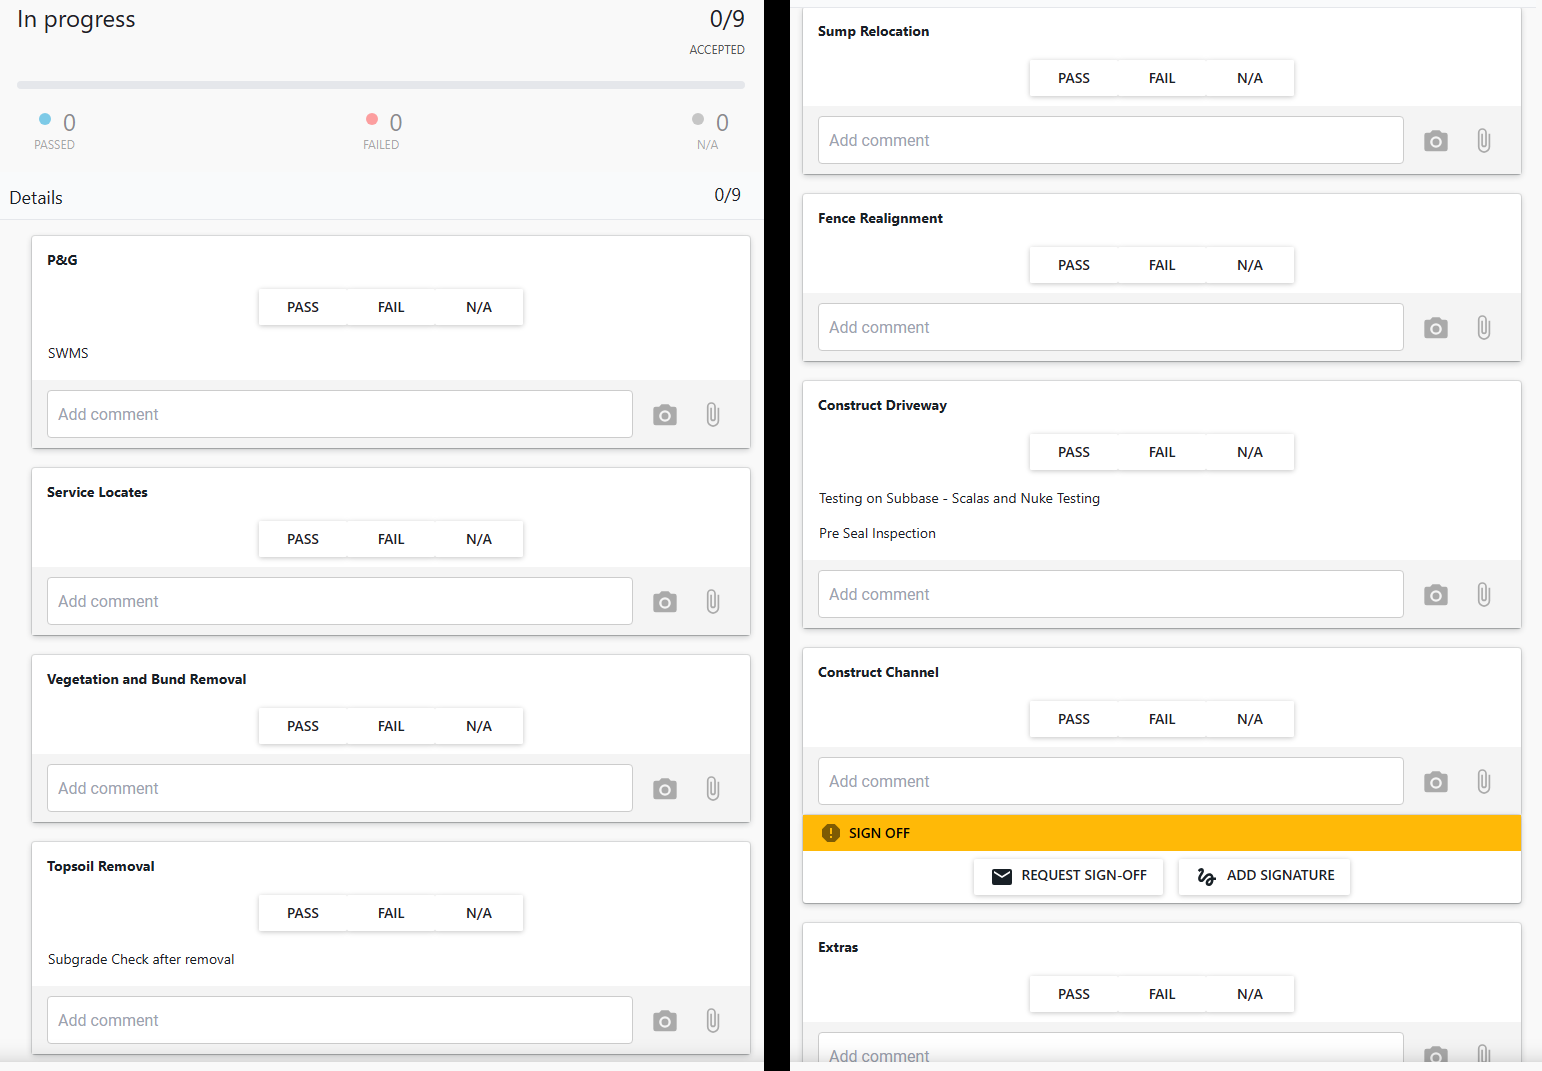 In progress
0/9
ACCEPTED
0
PASSED
0
FAILED
0
N/A
Details
0/9
P&G
PASS FAIL N/A
SWMS
Add comment
Service Locates
PASS FAIL N/A
Add comment
Vegetation and Bund Removal
PASS FAIL N/A
Add comment
Topsoil Removal
PASS FAIL N/A
Subgrade Check after removal
Add comment
Sump Relocation
PASS FAIL N/A
Add comment
Fence Realignment
PASS FAIL N/A
Add comment
Construct Driveway
PASS FAIL N/A
Testing on Subbase - Scalas and Nuke Testing
Pre Seal Inspection
Add comment
Construct Channel
PASS FAIL N/A
Add comment
SIGN OFF
REQUEST SIGN-OFF ADD SIGNATURE
Extras
PASS FAIL N/A
Add comment